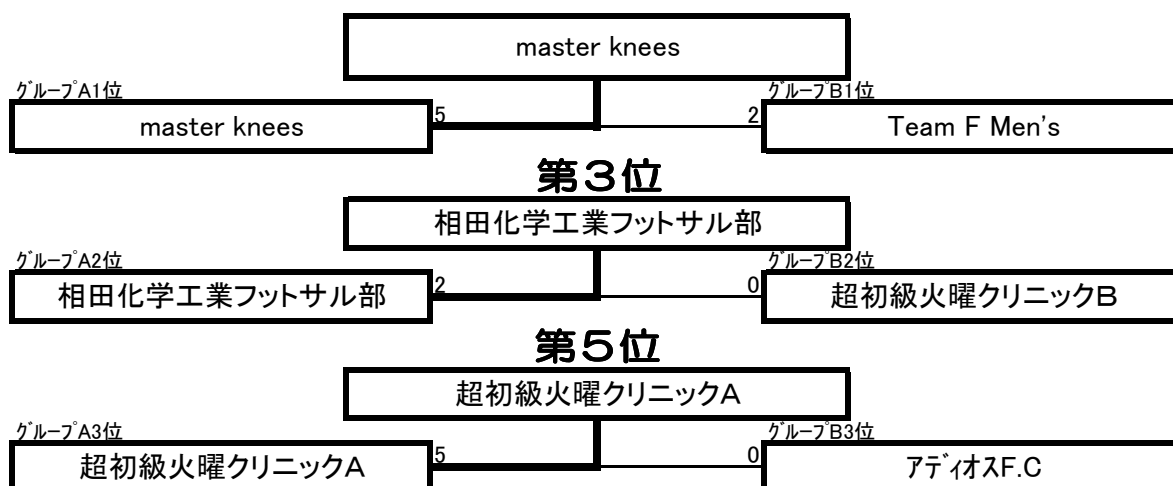 master knees
グループA1位
グループB1位
master knees 5 2 Team F Men's
第3位
相田化学工業フットサル部
グループA2位
グループB2位
相田化学工業フットサル部 2 0 超初級火曜クリニックB
第5位
超初級火曜クリニックA
グループA3位
グループB3位
超初級火曜クリニックA 5 0 アディオスF.C